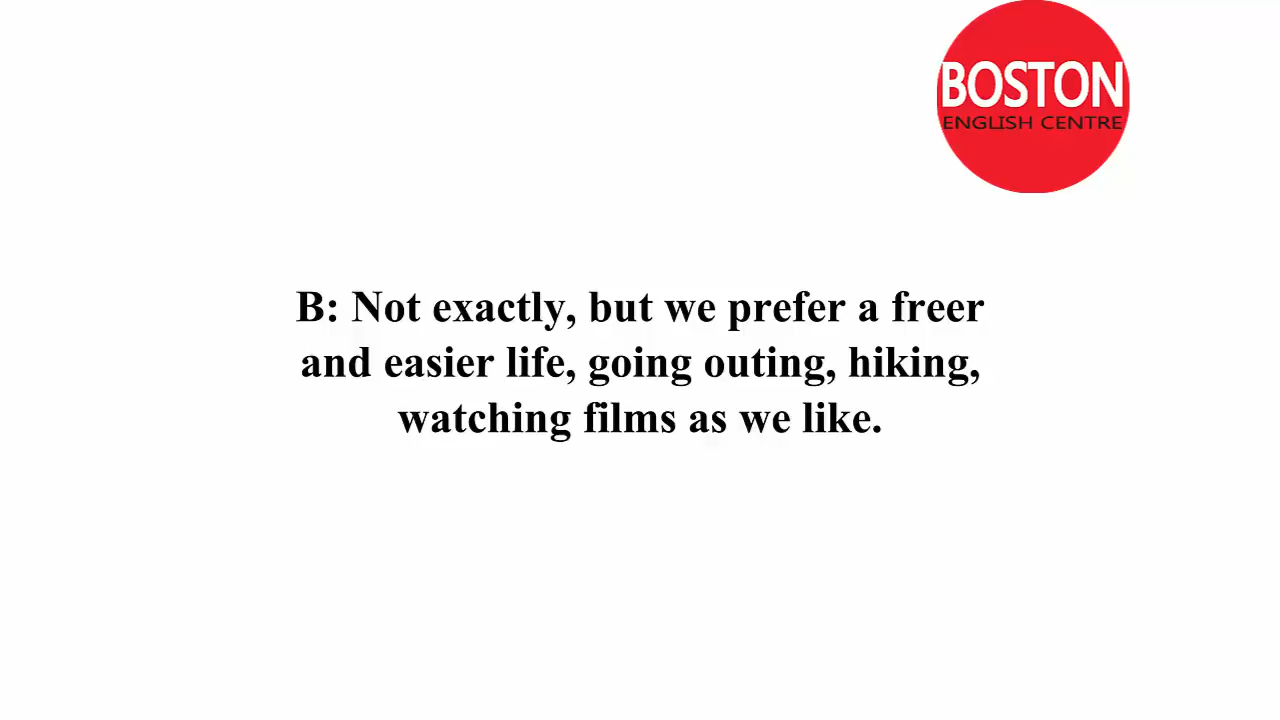 BOSTON
ENGLISH CENTRE
B: Not exactly, but we prefer a freer
and easier life, going outing, hiking,
watching films as we like.